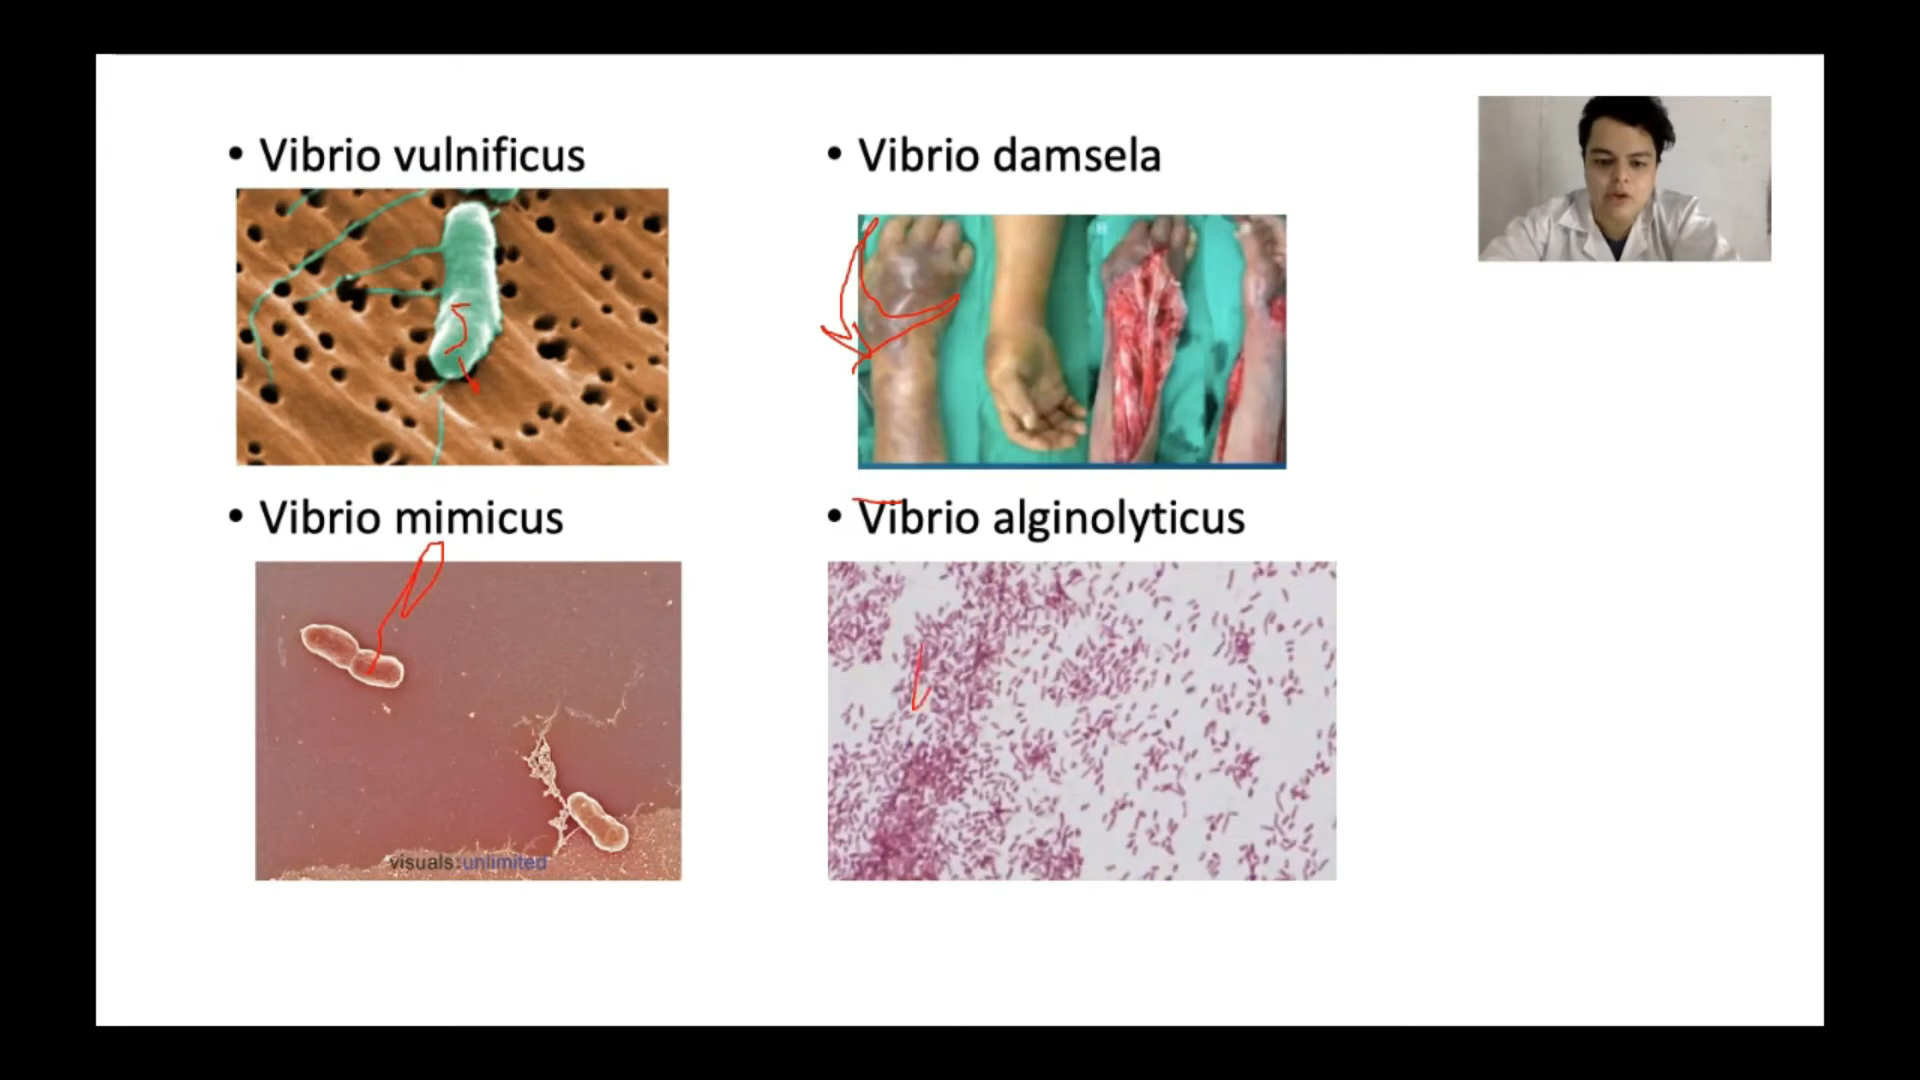 • Vibrio vulnificus
• Vibrio damsela
• Vibrio mimicus
visuals:unlimited
• Vibrio alginolyticus